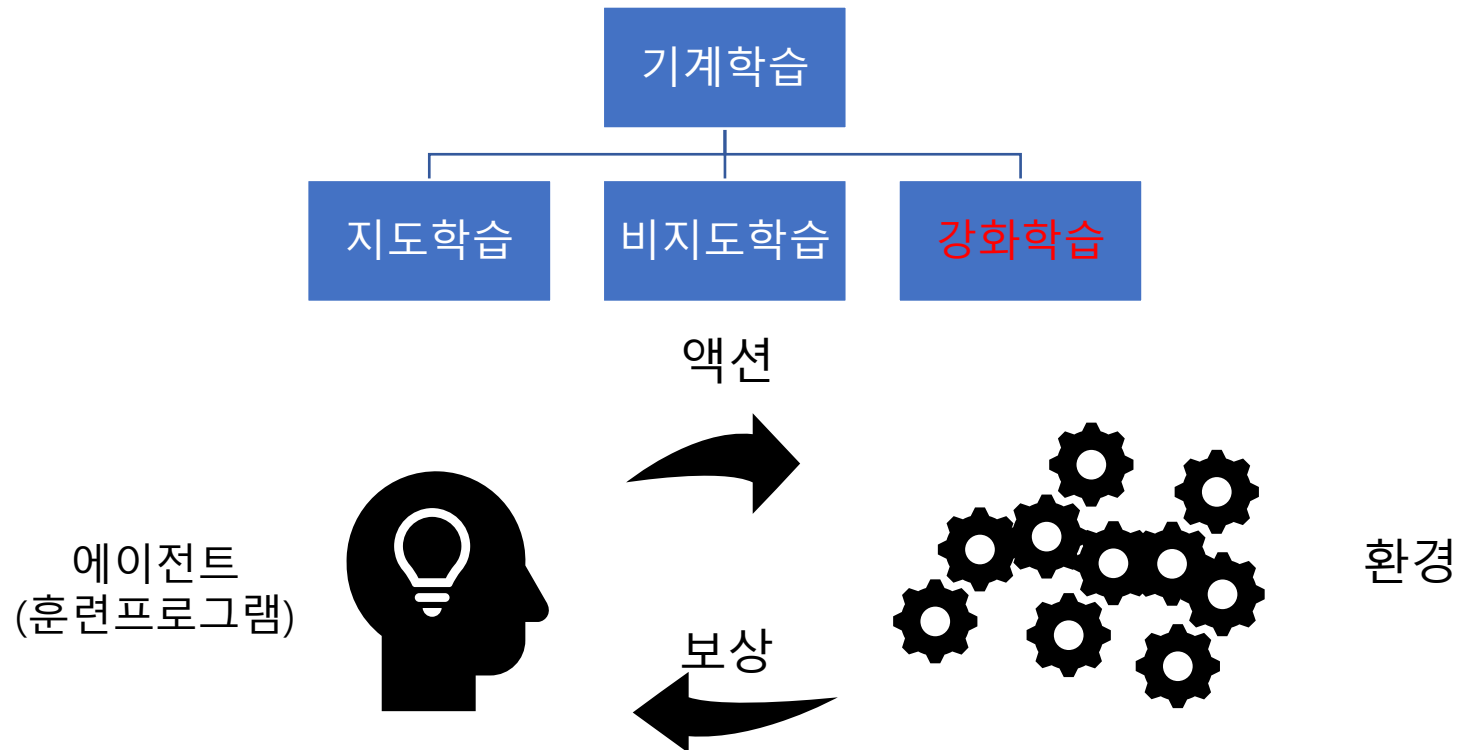 기계학습
지도학습
비지도학습
강화학습
액션
에이전트
(훈련프로그램)
환경
보상